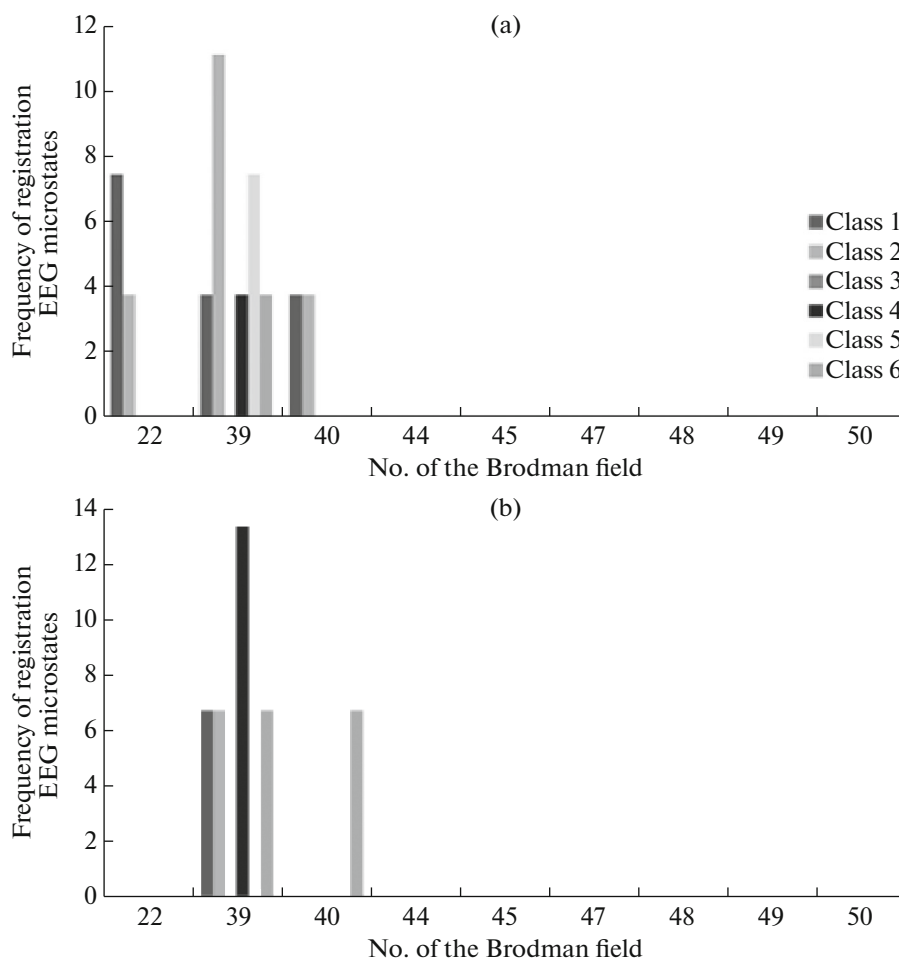 (a)
12
10
8
6
4
2
0
Frequency of registration
EEG microstates
Class 1
Class 2
Class 3
Class 4
Class 5
Class 6
22 39 40 44 45 47 48 49 50
No. of the Brodman field
(b)
14
12
10
8
6
4
2
0
Frequency of registration
EEG microstates
22 39 40 44 45 47 48 49 50
No. of the Brodman field